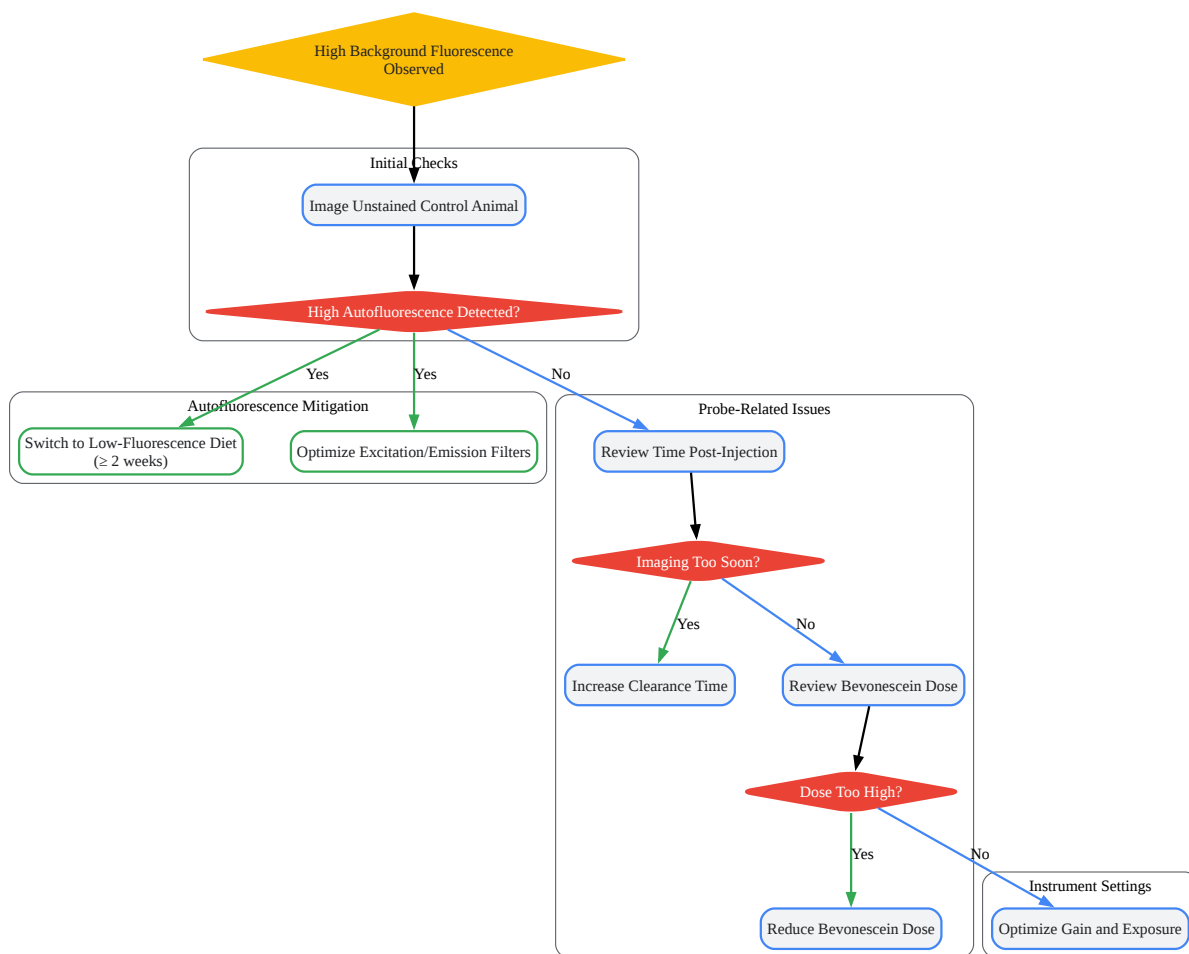 High Background Fluorescence
Observed
Initial Checks
Image Unstained Control Animal
High Autofluorescence Detected?
Yes
Yes
No
Autofluorescence Mitigation
Switch to Low-Fluorescence Diet
(≥ 2 weeks)
Optimize Excitation/Emission Filters
Probe-Related Issues
Review Time Post-Injection
Imaging Too Soon?
Yes
No
Increase Clearance Time
Review Bevonescein Dose
Dose Too High?
Yes
No
Reduce Bevonescein Dose
Instrument Settings
Optimize Gain and Exposure